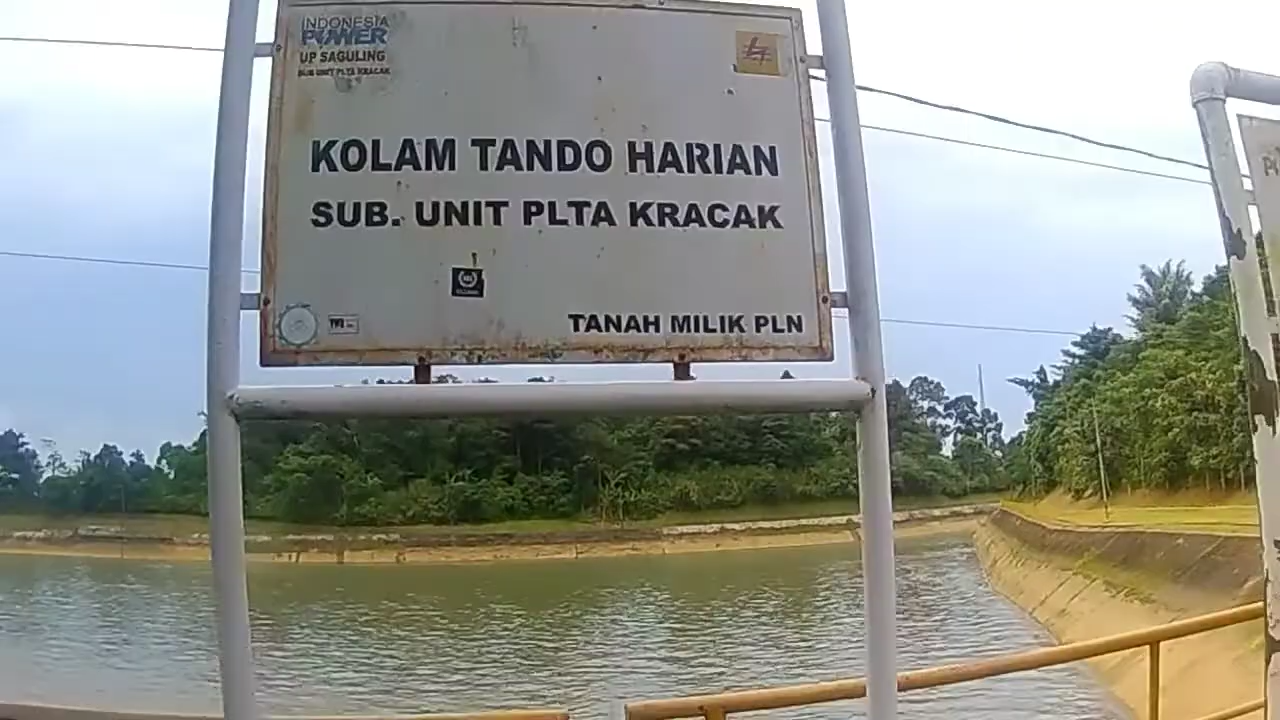 INDONESIA
POWER
UP SAGULING
SUB UNIT PLTA KRACAK
KOLAM TANDO HARIAN
SUB. UNIT PLTA KRACAK
TANAH MILIK PLN